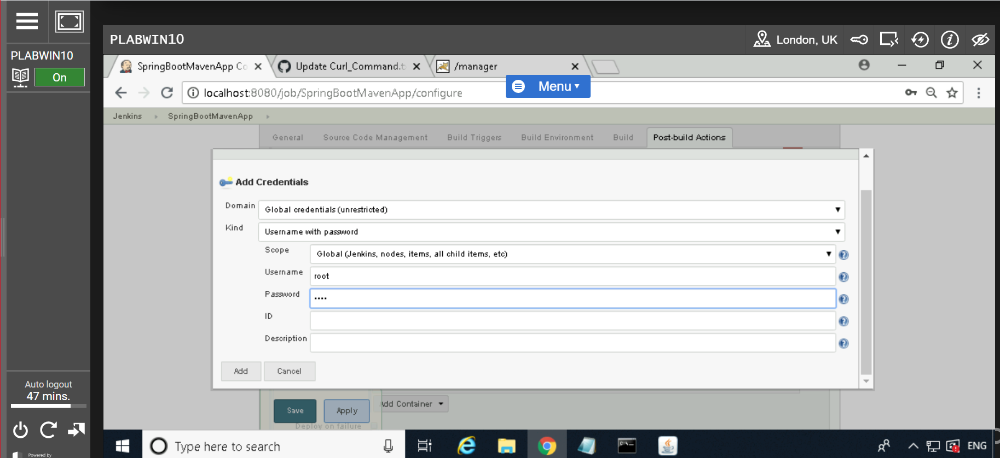 PLABWIN10
On
Auto logout
47 mins.
Powered by
PLABWIN10
London, UK
SpringBootMavenApp Co
Update Curl_Command.t
/manager
localhost:8080/job/SpringBootMavenApp/configure
Menu
Jenkins SpringBootMavenApp
General Source Code Management Build Triggers Build Environment Build Post-build Actions
Add Credentials
Domain Global credentials (unrestricted)
Kind Username with password
Scope Global (Jenkins, nodes, items, all child items, etc)
Username root
Password ••••
ID
Description
Add Cancel
Save Apply Add Container
Deploy on failure
Type here to search
ENG